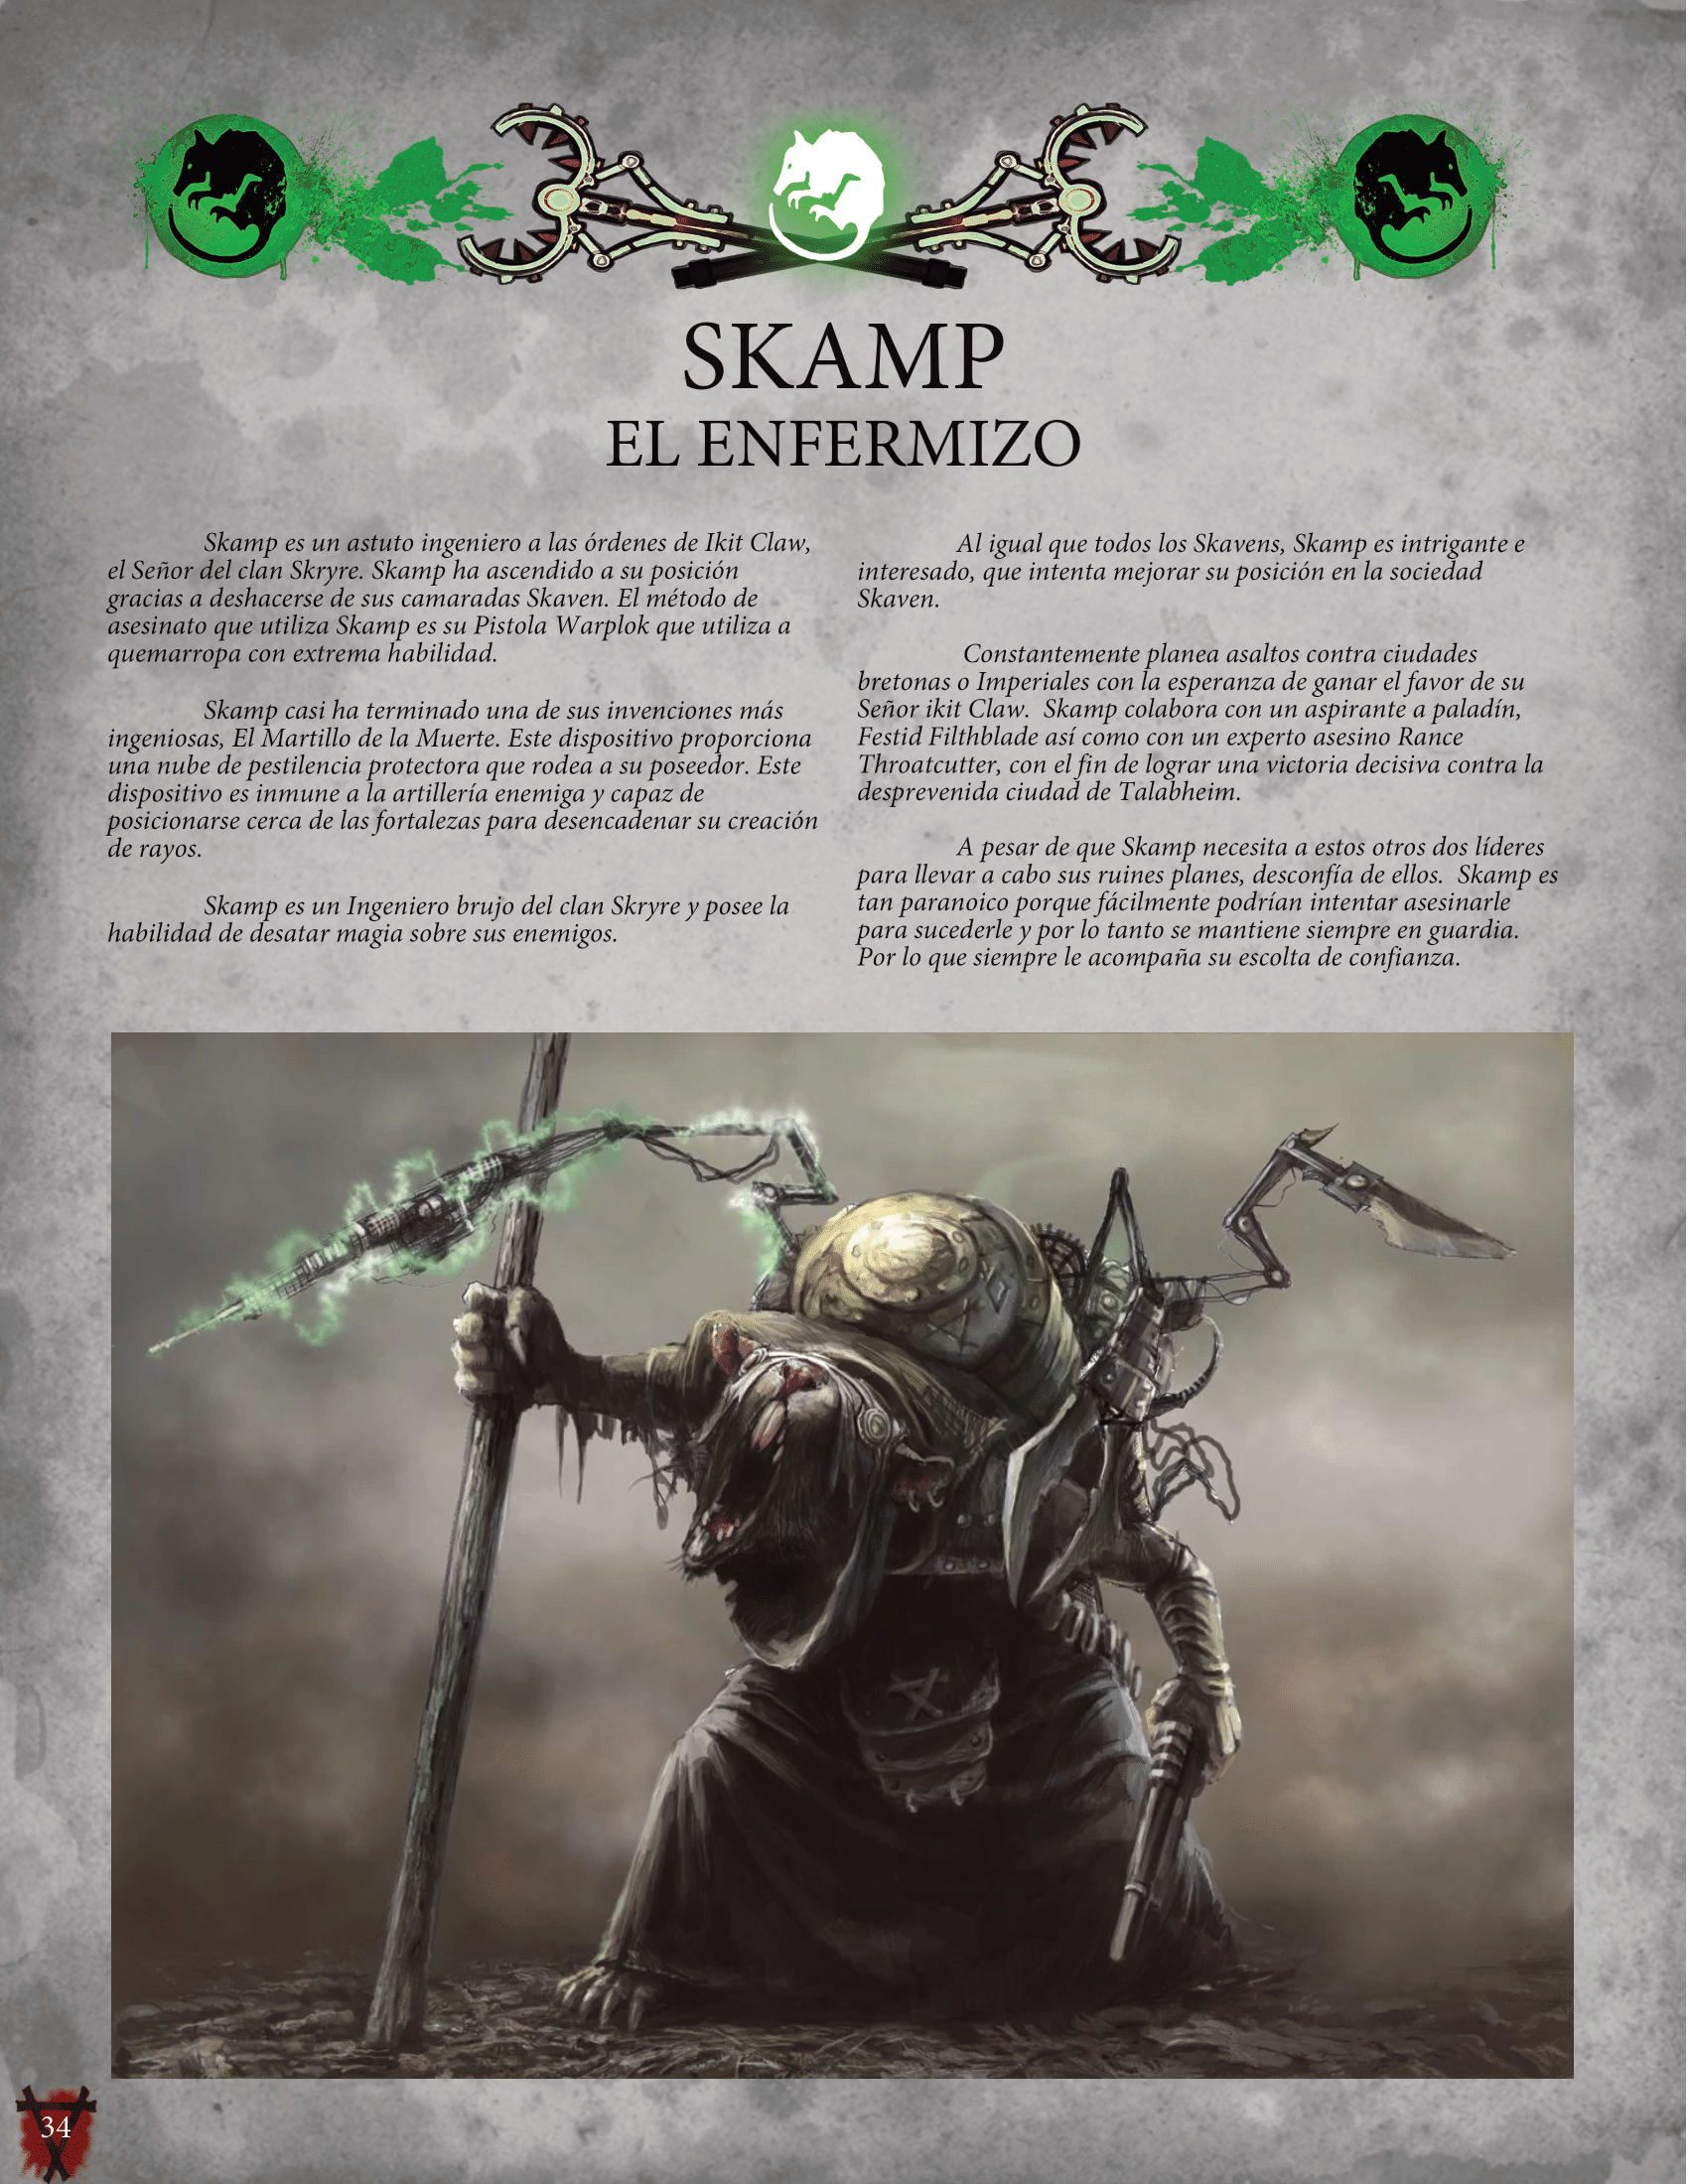 SKAMP
EL ENFERMIZO
Skamp es un astuto ingeniero a las órdenes de Ikit Claw,
el Señor del clan Skryre. Skamp ha ascendido a su posición
gracias a deshacerse de sus camaradas Skaven. El método de
asesinato que utiliza Skamp es su Pistola Warplok que utiliza a
quemarropa con extrema habilidad.
Skamp casi ha terminado una de sus invenciones más
ingeniosas, El Martillo de la Muerte. Este dispositivo proporciona
una nube de pestilencia protectora que rodea a su poseedor. Este
dispositivo es inmune a la artillería enemiga y capaz de
posicionarse cerca de las fortalezas para desencadenar su creación
de rayos.
Skamp es un Ingeniero brujo del clan Skryre y posee la
habilidad de desatar magia sobre sus enemigos.
Al igual que todos los Skavens, Skamp es intrigante e
interesado, que intenta mejorar su posición en la sociedad
Skaven.
Constantemente planea asaltos contra ciudades
bretonas o Imperiales con la esperanza de ganar el favor de su
Señor ikit Claw.  Skamp colabora con un aspirante a paladín,
Festid Filthblade así como con un experto asesino Rance
Throatcutter, con el fin de lograr una victoria decisiva contra la
desprevenida ciudad de Talabheim.
A pesar de que Skamp necesita a estos otros dos líderes
para llevar a cabo sus ruines planes, desconfía de ellos.  Skamp es
tan paranoico porque fácilmente podrían intentar asesinarle
para sucederle y por lo tanto se mantiene siempre en guardia.
Por lo que siempre le acompaña su escolta de confianza.
34